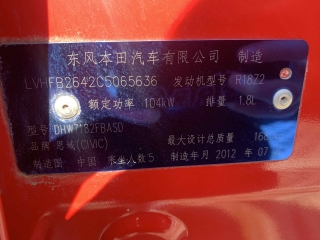 东风本田汽车有限公司 制造
LVHFB2642C5065636 发动机型号 R18Z2
额定功率 104kW 排量 1.8L
型号 DHW7182FBASD
品牌 思域(CIVIC) 最大设计总质量
制造国 中国 乘坐人数5 制造年月 2012 07